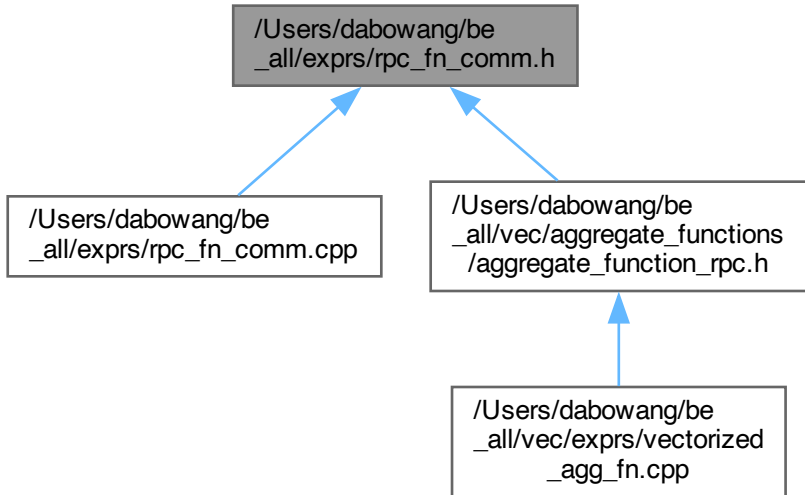 /Users/dabowang/be
_all/exprs/rpc_fn_comm.h
/Users/dabowang/be
_all/exprs/rpc_fn_comm.cpp
/Users/dabowang/be
_all/vec/aggregate_functions
/aggregate_function_rpc.h
/Users/dabowang/be
_all/vec/exprs/vectorized
_agg_fn.cpp